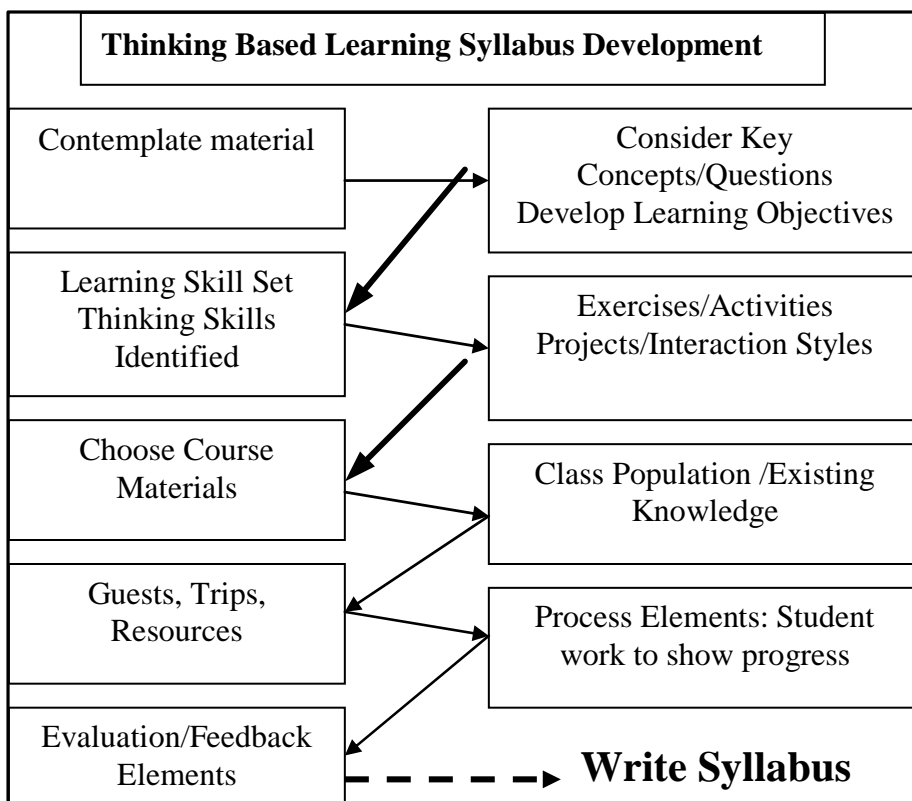 Thinking Based Learning Syllabus Development
Contemplate material
Consider Key
Concepts/Questions
Develop Learning Objectives
Learning Skill Set
Thinking Skills
Identified
Exercises/Activities
Projects/Interaction Styles
Choose Course
Materials
Class Population /Existing
Knowledge
Guests, Trips,
Resources
Process Elements: Student
work to show progress
Evaluation/Feedback
Elements
Write Syllabus